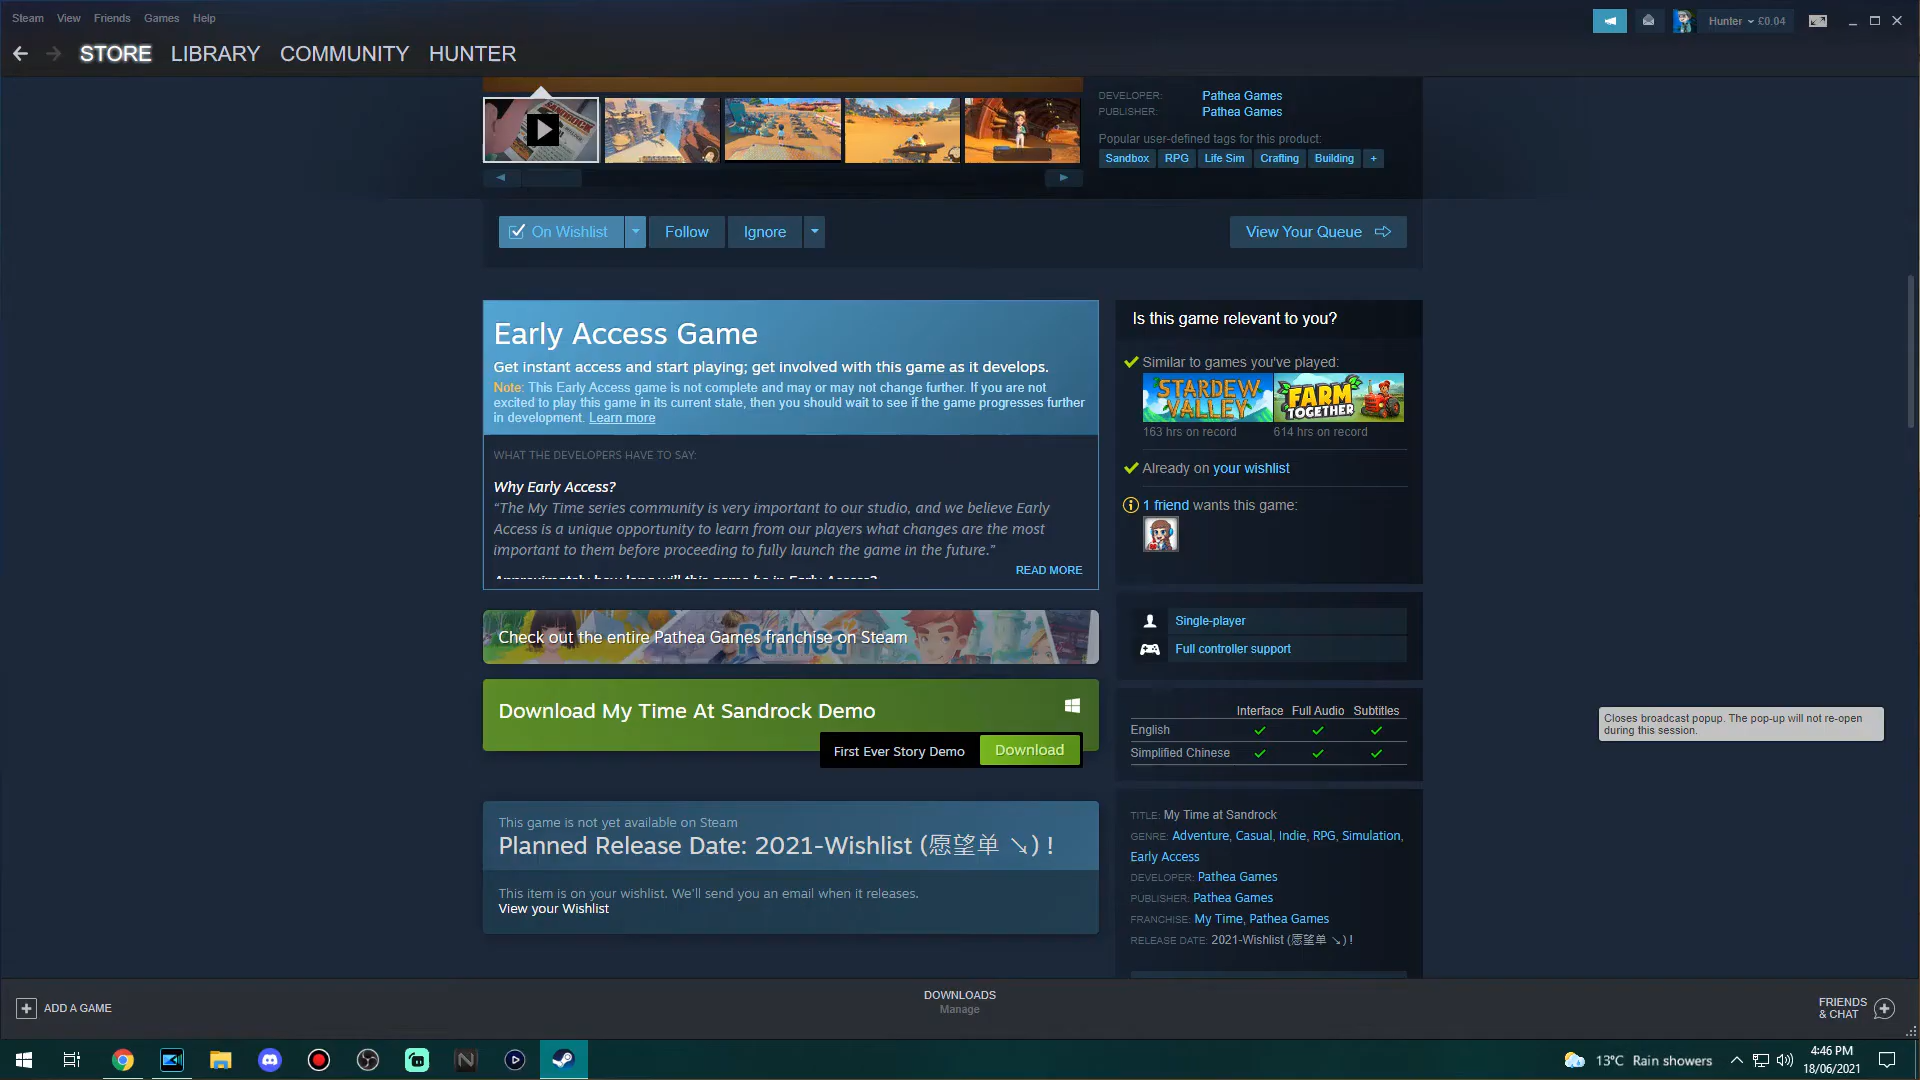 Steam View Friends Games Help
Hunter £0.04
STORE LIBRARY COMMUNITY HUNTER
DEVELOPER: Pathea Games
PUBLISHER: Pathea Games
Popular user-defined tags for this product:
Sandbox RPG Life Sim Crafting Building +
On Wishlist Follow Ignore View Your Queue
Early Access Game
Get instant access and start playing; get involved with this game as it develops.
Note: This Early Access game is not complete and may or may not change further. If you are not
excited to play this game in its current state, then you should wait to see if the game progresses further
in development. Learn more
WHAT THE DEVELOPERS HAVE TO SAY:
Why Early Access?
“The My Time series community is very important to our studio, and we believe Early
Access is a unique opportunity to learn from our players what changes are the most
important to them before proceeding to fully launch the game in the future.”
Approximately how long will this game be in Early Access?
READ MORE
Check out the entire Pathea Games franchise on Steam
Pathea
Download My Time At Sandrock Demo
First Ever Story Demo Download
This game is not yet available on Steam
Planned Release Date: 2021-Wishlist (愿望单 ↘) !
This item is on your wishlist. We'll send you an email when it releases.
View your Wishlist
Is this game relevant to you?
Similar to games you've played:
STARDEW VALLEY
FARM TOGETHER
163 hrs on record 614 hrs on record
Already on your wishlist
1 friend wants this game:
Single-player
Full controller support
Interface Full Audio Subtitles
English
Simplified Chinese
TITLE: My Time at Sandrock
GENRE: Adventure, Casual, Indie, RPG, Simulation,
Early Access
DEVELOPER: Pathea Games
PUBLISHER: Pathea Games
FRANCHISE: My Time, Pathea Games
RELEASE DATE: 2021-Wishlist (愿望单 ↘) !
Closes broadcast popup. The pop-up will not re-open
during this session.
ADD A GAME
DOWNLOADS
Manage
FRIENDS
& CHAT
13°C Rain showers
4:46 PM
18/06/2021